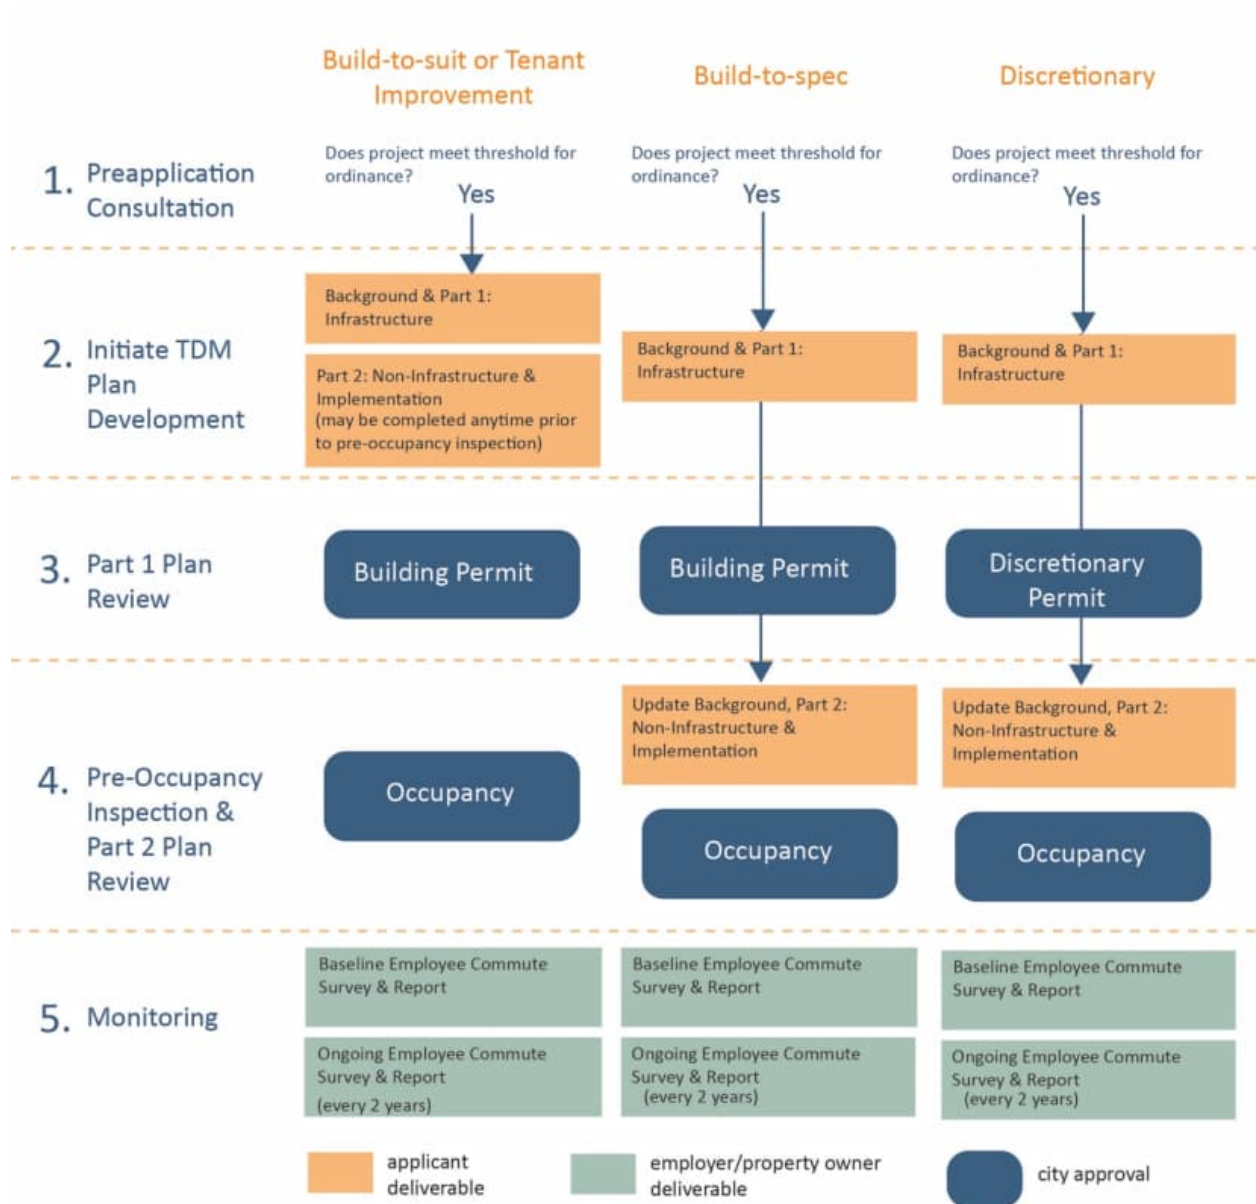 Build-to-suit or Tenant
Improvement
Build-to-spec
Discretionary
1. Preapplication
Consultation
Does project meet threshold for
ordinance?
Yes
Does project meet threshold for
ordinance?
Yes
Does project meet threshold for
ordinance?
Yes
2. Initiate TDM
Plan
Development
Background & Part 1:
Infrastructure
Part 2: Non-Infrastructure &
Implementation
(may be completed anytime prior
to pre-occupancy inspection)
Background & Part 1:
Infrastructure
Background & Part 1:
Infrastructure
3. Part 1 Plan
Review
Building Permit
Building Permit
Discretionary
Permit
4. Pre-Occupancy
Inspection &
Part 2 Plan
Review
Occupancy
Update Background, Part 2:
Non-Infrastructure &
Implementation
Occupancy
Update Background, Part 2:
Non-Infrastructure &
Implementation
Occupancy
5. Monitoring
Baseline Employee Commute
Survey & Report
Ongoing Employee Commute
Survey & Report
(every 2 years)
Baseline Employee Commute
Survey & Report
Ongoing Employee Commute
Survey & Report
(every 2 years)
Baseline Employee Commute
Survey & Report
Ongoing Employee Commute
Survey & Report
(every 2 years)
applicant
deliverable
employer/property owner
deliverable
city approval